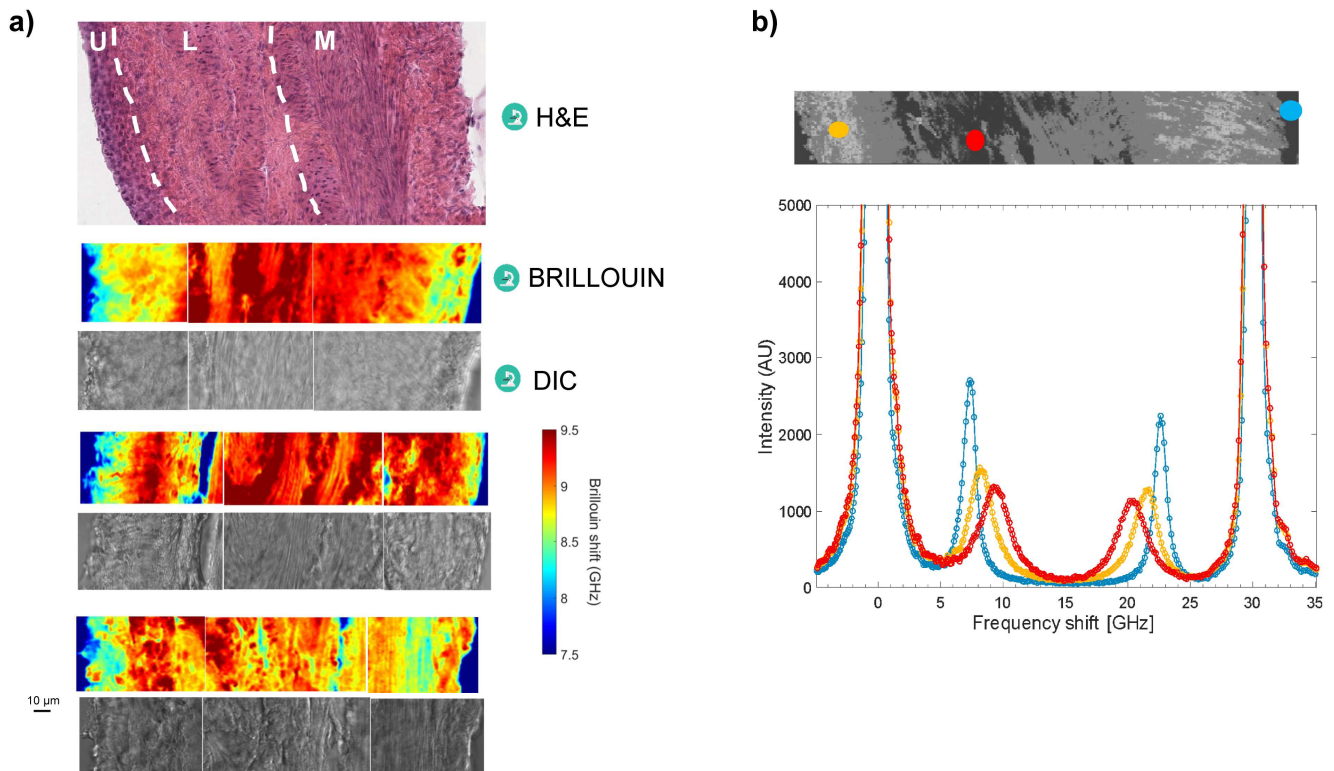 a)
U L M
H&E
BRILLOUIN
DIC
9.5
9
8.5
8
7.5
Brillouin shift (GHz)
10 µm
b)
5000
4000
3000
2000
1000
0
Intensity (AU)
0 5 10 15 20 25 30 35
Frequency shift [GHz]